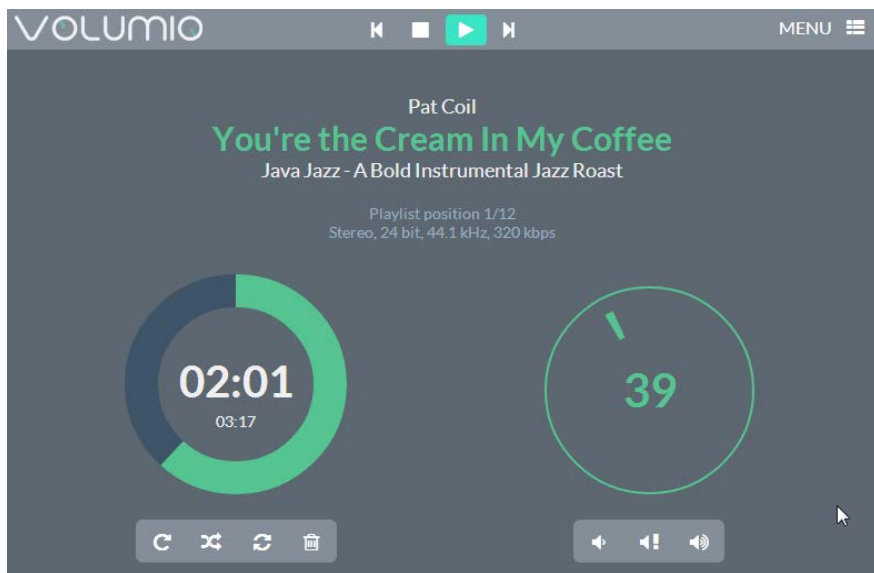 VOLUMIO
MENU
Pat Coil
You're the Cream In My Coffee
Java Jazz - A Bold Instrumental Jazz Roast
Playlist position 1/12
Stereo, 24 bit, 44.1 kHz, 320 kbps
02:01
03:17
39